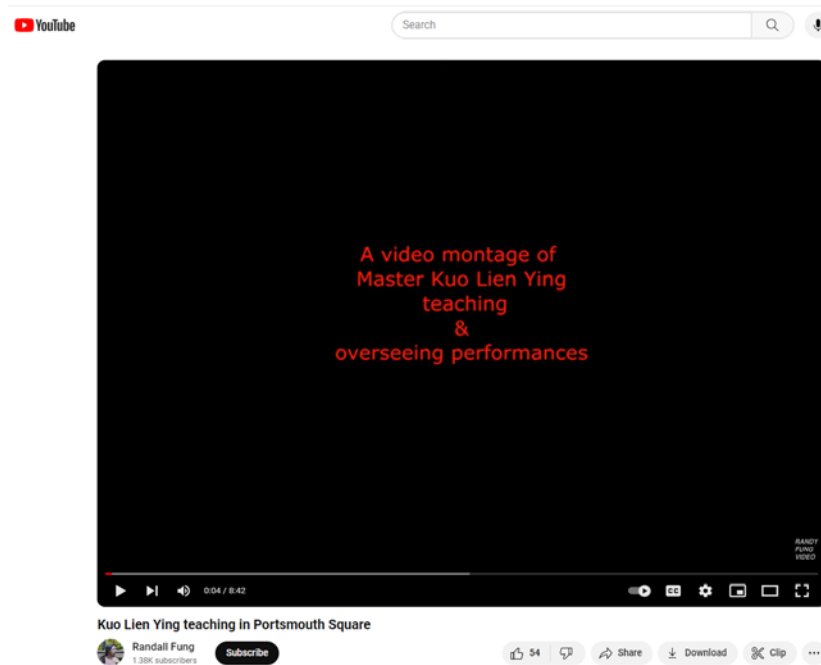 YouTube
Search
A video montage of
Master Kuo Lien Ying
teaching
&
overseeing performances
RANDY
FUNG
VIDEO
0:04 / 8:42
CC
Kuo Lien Ying teaching in Portsmouth Square
Randall Fung
1.38K subscribers
Subscribe
54
Share
Download
Clip